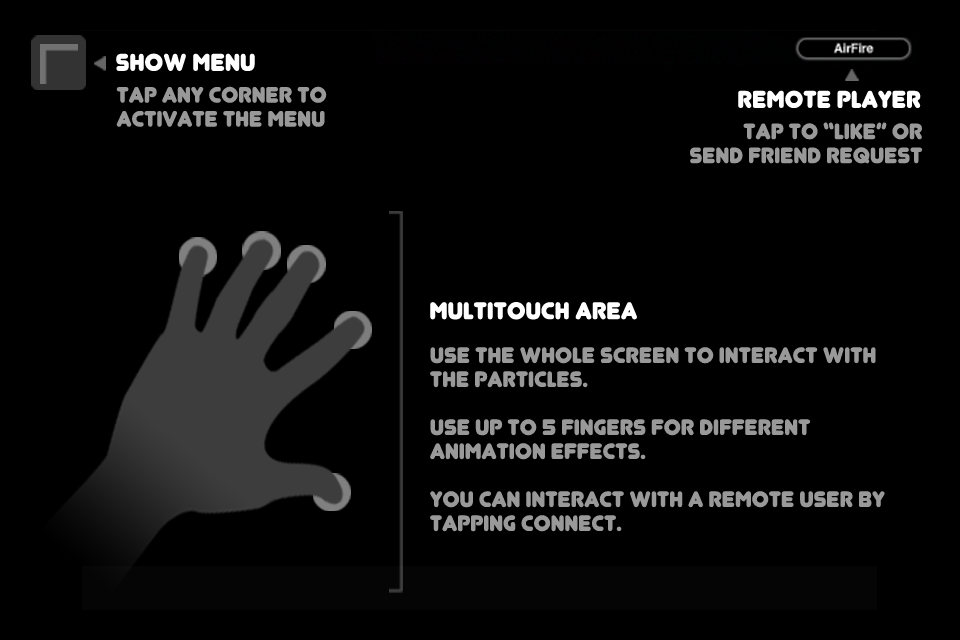 SHOW MENU
TAP ANY CORNER TO
ACTIVATE THE MENU
AirFire
REMOTE PLAYER
TAP TO "LIKE" OR
SEND FRIEND REQUEST
MULTITOUCH AREA
USE THE WHOLE SCREEN TO INTERACT WITH
THE PARTICLES.
USE UP TO 5 FINGERS FOR DIFFERENT
ANIMATION EFFECTS.
YOU CAN INTERACT WITH A REMOTE USER BY
TAPPING CONNECT.